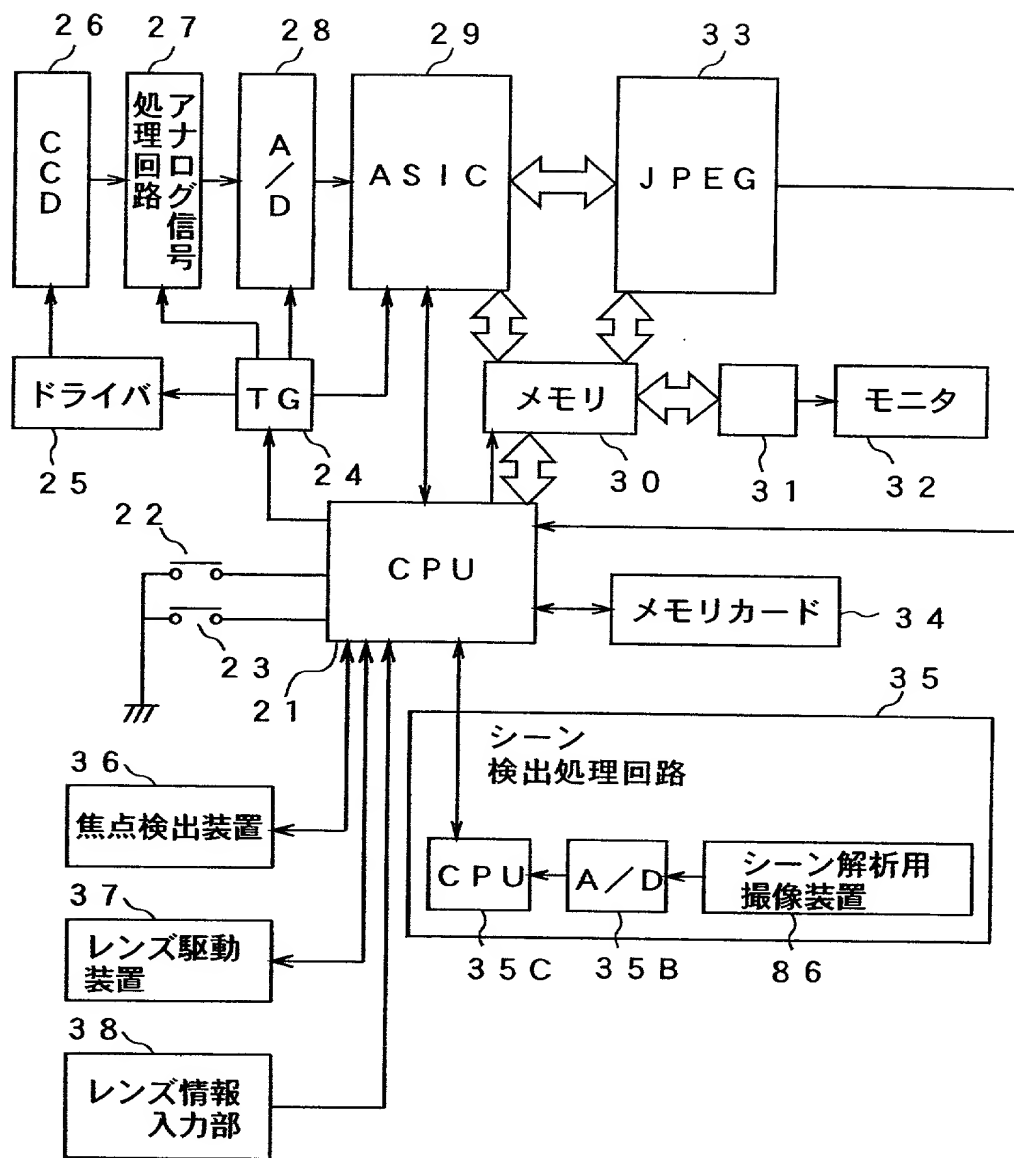 ２６
２７
２８
２９
３３
ＣＣＤ
アナログ信号
処理回路
Ａ／Ｄ
ＡＳＩＣ
ＪＰＥＧ
ドライバ
ＴＧ
メモリ
モニタ
２５
２４
３０
３１
３２
２２
ＣＰＵ
メモリカード
３４
２３
２１
３５
シーン
検出処理回路
３６
焦点検出装置
ＣＰＵ
Ａ／Ｄ
シーン解析用
撮像装置
３７
レンズ駆動
装置
３５Ｃ
３５Ｂ
８６
３８
レンズ情報
入力部